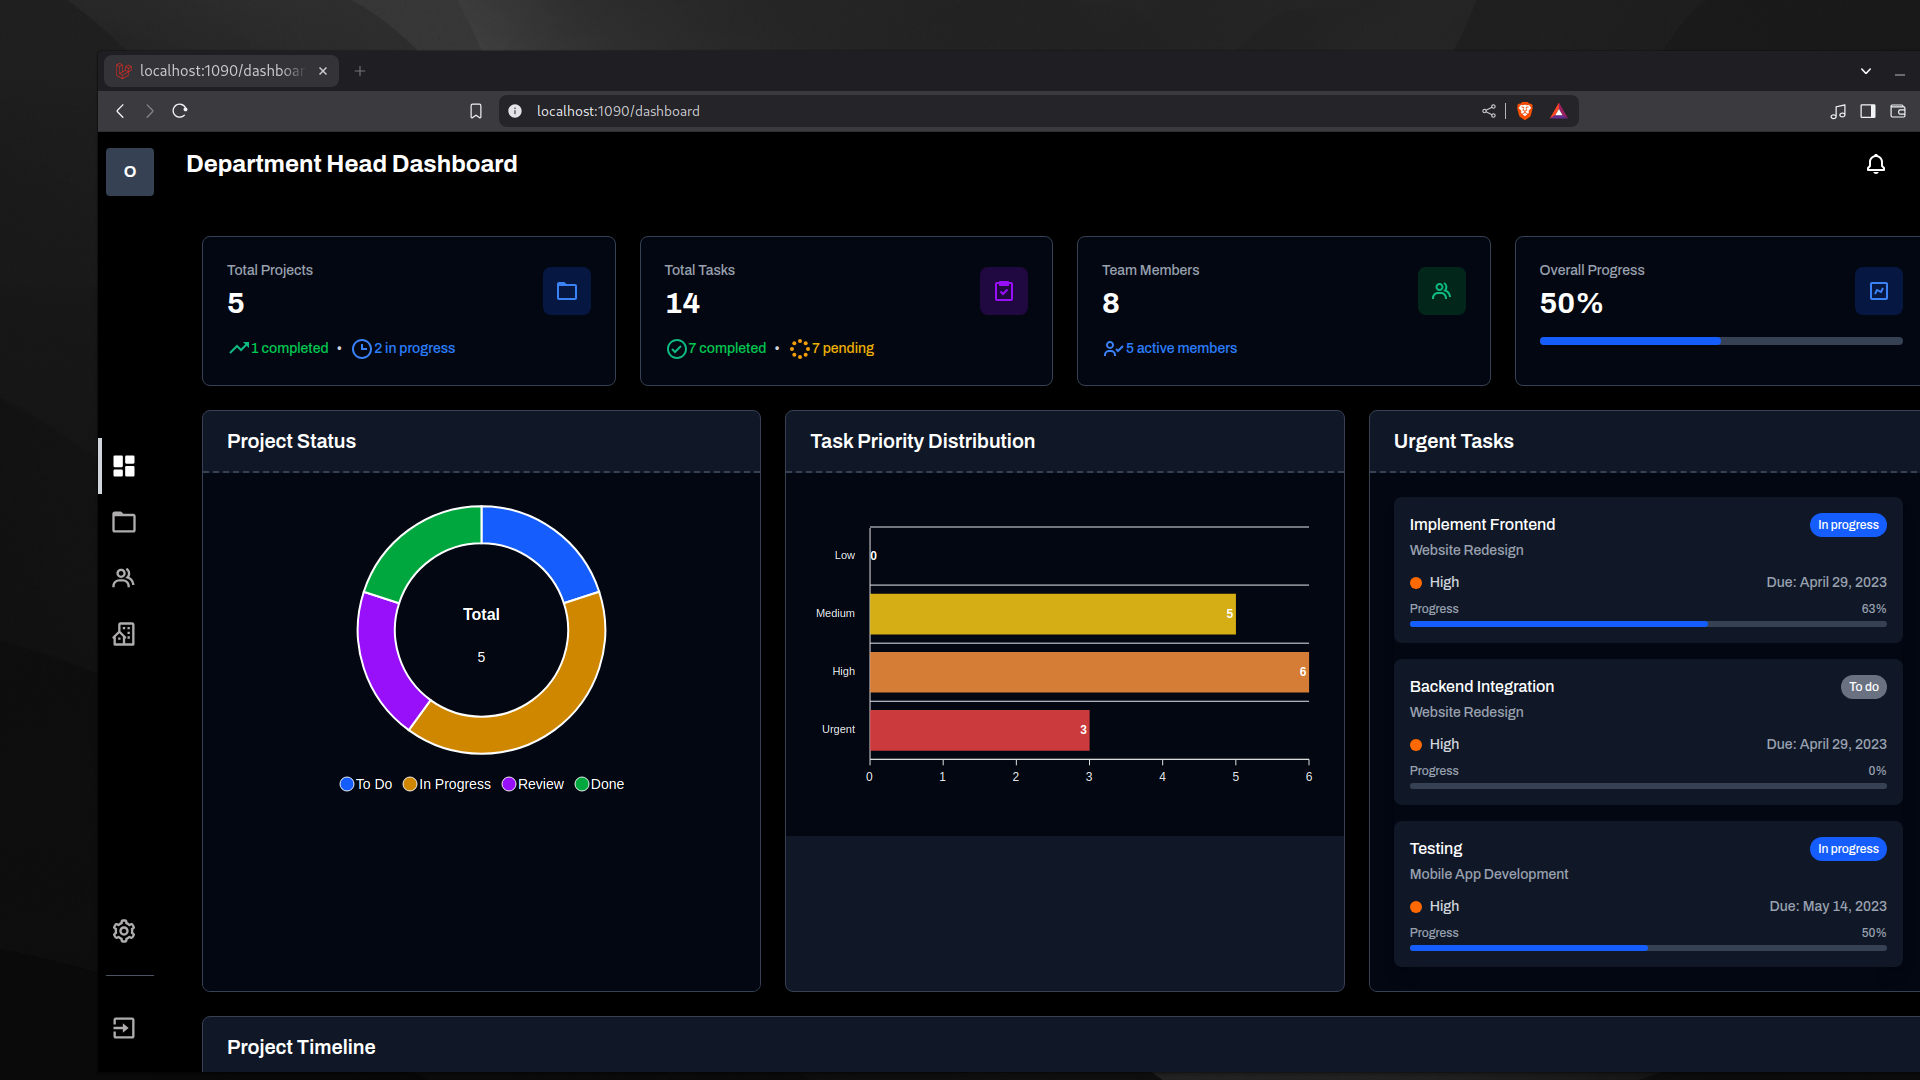 localhost:1090/dashboar
localhost:1090/dashboard
O
Department Head Dashboard
Total Projects
5
1 completed • 2 in progress
Total Tasks
14
7 completed • 7 pending
Team Members
8
5 active members
Overall Progress
50%
Project Status
Total
5
To Do In Progress Review Done
Task Priority Distribution
Low 0
Medium 5
High 6
Urgent 3
0 1 2 3 4 5 6
Urgent Tasks
Implement Frontend In progress
Website Redesign
High Due: April 29, 2023
Progress 63%
Backend Integration To do
Website Redesign
High Due: April 29, 2023
Progress 0%
Testing In progress
Mobile App Development
High Due: May 14, 2023
Progress 50%
Project Timeline